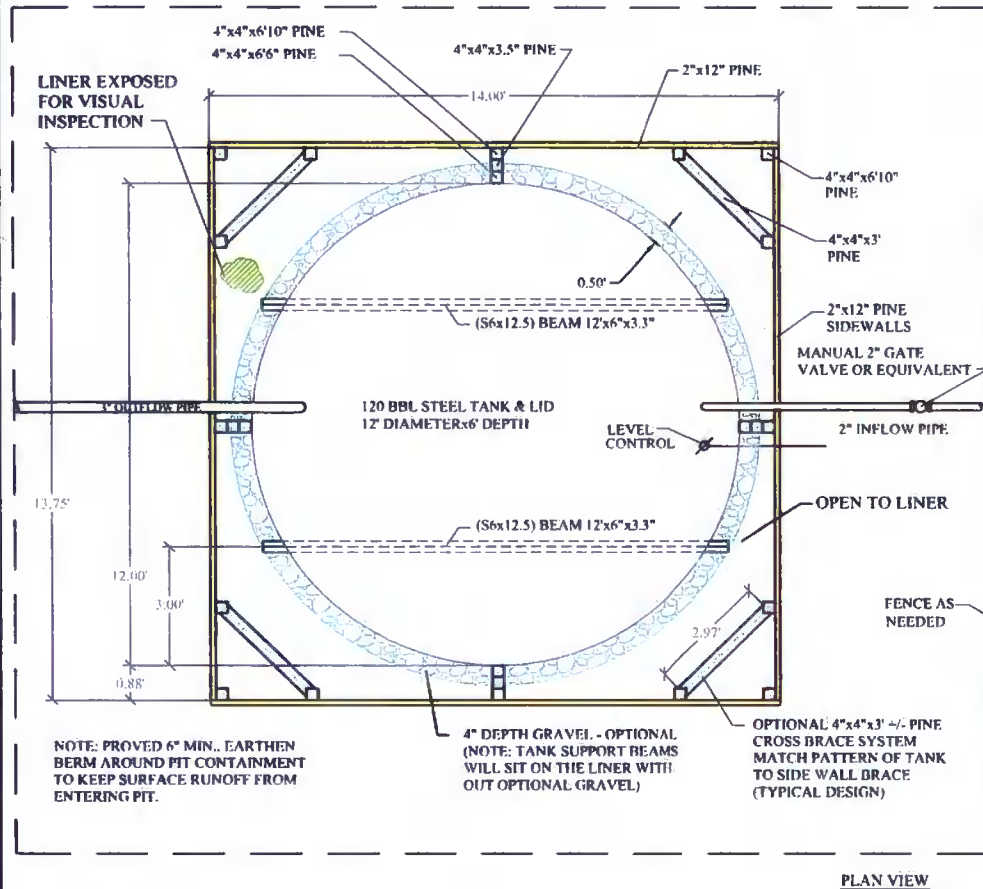 4"x4"x6'10" PINE
4"x4"x6'6" PINE
4"x4"x3.5" PINE
2"x12" PINE
LINER EXPOSED
FOR VISUAL
INSPECTION
14.00'
4"x4"x6'10"
PINE
4"x4"x3'
PINE
0.50'
(S6x12.5) BEAM 12'x6"x3.3"
2"x12" PINE
SIDEWALLS
MANUAL 2" GATE
VALVE OR EQUIVALENT
3" OUTFLOW PIPE
120 BBL STEEL TANK & LID
12' DIAMETERx6' DEPTH
LEVEL
CONTROL
2" INFLOW PIPE
13.75'
OPEN TO LINER
(S6x12.5) BEAM 12'x6"x3.3"
12.00'
3.00'
FENCE AS
NEEDED
2.97'
0.88'
NOTE: PROVED 6" MIN.. EARTHEN
BERM AROUND PIT CONTAINMENT
TO KEEP SURFACE RUNOFF FROM
ENTERING PIT.
4" DEPTH GRAVEL - OPTIONAL
(NOTE: TANK SUPPORT BEAMS
WILL SIT ON THE LINER WITH
OUT OPTIONAL GRAVEL)
OPTIONAL 4"x4"x3' +/- PINE
CROSS BRACE SYSTEM
MATCH PATTERN OF TANK
TO SIDE WALL BRACE
(TYPICAL DESIGN)
PLAN VIEW